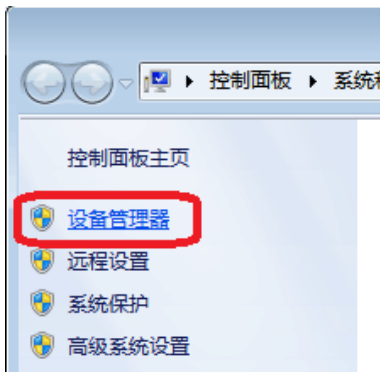 控制面板 系统
控制面板主页
设备管理器
远程设置
系统保护
高级系统设置